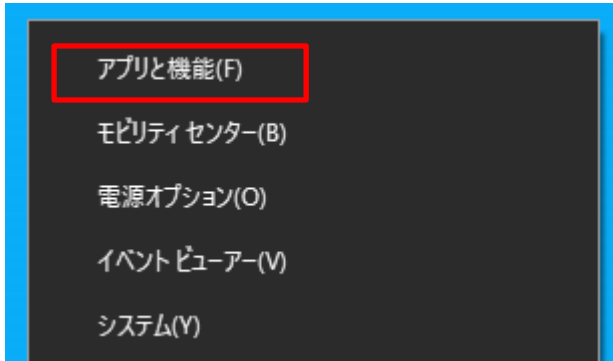 アプリと機能(F)
モビリティ センター(B)
電源オプション(O)
イベント ビューアー(V)
システム(Y)